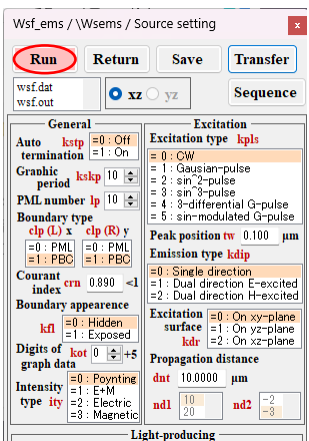 Wsf_ems / \Wsems / Source setting
x
Run
Return
Save
Transfer
wsf.dat
wsf.out
xz
yz
Sequence
General
Auto termination kstp
=0 : Off
=1 : On
Graphic period kskp 10
PML number lp 10
Boundary type
clp (L) x clp (R) y
=0 : PML
=1 : PBC
=0 : PML
=1 : PBC
Courant index crn 0.890 <1
Boundary appearence
kfl
=0 : Hidden
=1 : Exposed
Digits of graph data kot 0 +5
Intensity type ity
=0 : Poynting
=1 : E+M
=2 : Electric
=3 : Magnetic
Excitation
Excitation type kpls
= 0 : CW
= 1 : Gausian-pulse
= 2 : sin^2-pulse
= 3 : sin^3-pulse
= 4 : 3-differential G-pulse
= 5 : sin-modulated G-pulse
Peak position tw 0.100 μm
Emission type kdip
=0 : Single direction
=1 : Dual direction E-excited
=2 : Dual direction H-excited
Excitation surface kdr
=0 : On xy-plane
=1 : On yz-plane
=2 : On xz-plane
Propagation distance
dnt 10.0000 μm
nd1
10
20
nd2
-2
-3
Light-producing